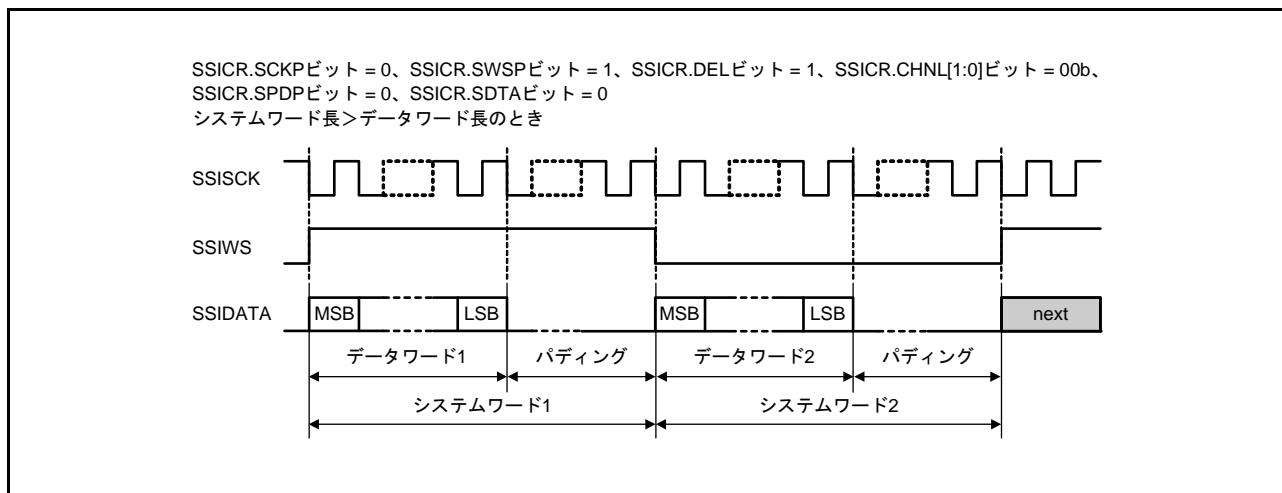 SSICR.SCKPビット = 0、SSICR.SWSPビット = 1、SSICR.DELビット = 1、SSICR.CHNL[1:0]ビット = 00b、
SSICR.SPDPビット = 0、SSICR.SDTAビット = 0
システムワード長＞データワード長のとき
SSISCK
SSIWS
SSIDATA MSB LSB MSB LSB next
データワード1 パディング データワード2 パディング
システムワード1 システムワード2